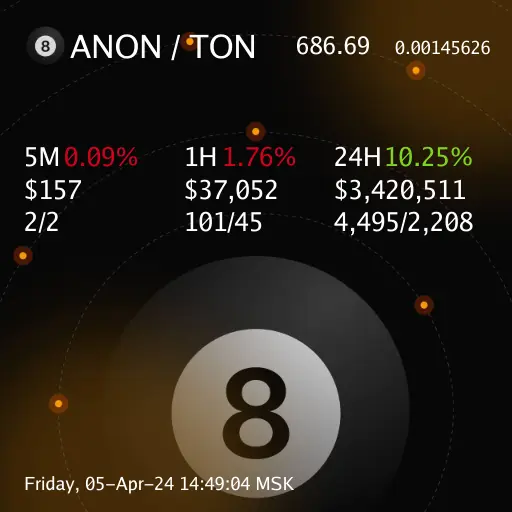 8 ANON / TON 686.69 0.00145626
5M 0.09% 1H 1.76% 24H 10.25%
$157 $37,052 $3,420,511
2/2 101/45 4,495/2,208
8
Friday, 05-Apr-24 14:49:04 MSK